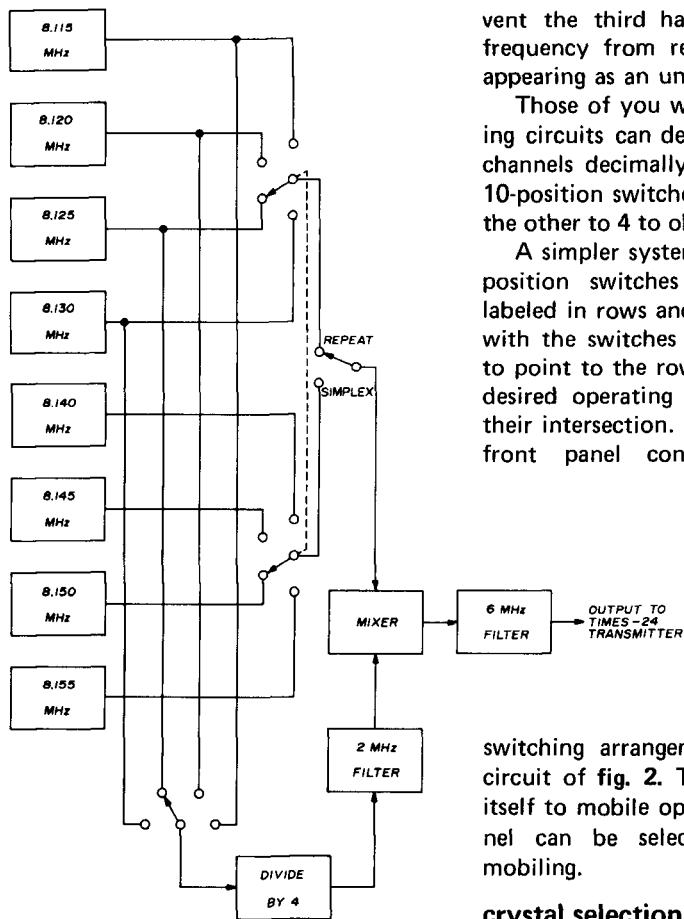 8.115
MHz
8.120
MHz
8.125
MHz
8.130
MHz
8.140
MHz
8.145
MHz
8.150
MHz
8.155
MHz
REPEAT
SIMPLEX
MIXER
6 MHz
FILTER
OUTPUT TO
TIMES-24
TRANSMITTER
2 MHz
FILTER
DIVIDE
BY 4
vent the third ha
frequency from re
appearing as an un
Those of you w
ing circuits can de
channels decimally
10-position switche
the other to 4 to ol
A simpler system
position switches
labeled in rows and
with the switches
to point to the row
desired operating
their intersection.
front panel con
switching arranger
circuit of fig. 2. T
itself to mobile op
nel can be selec
mobiling.
crystal selection